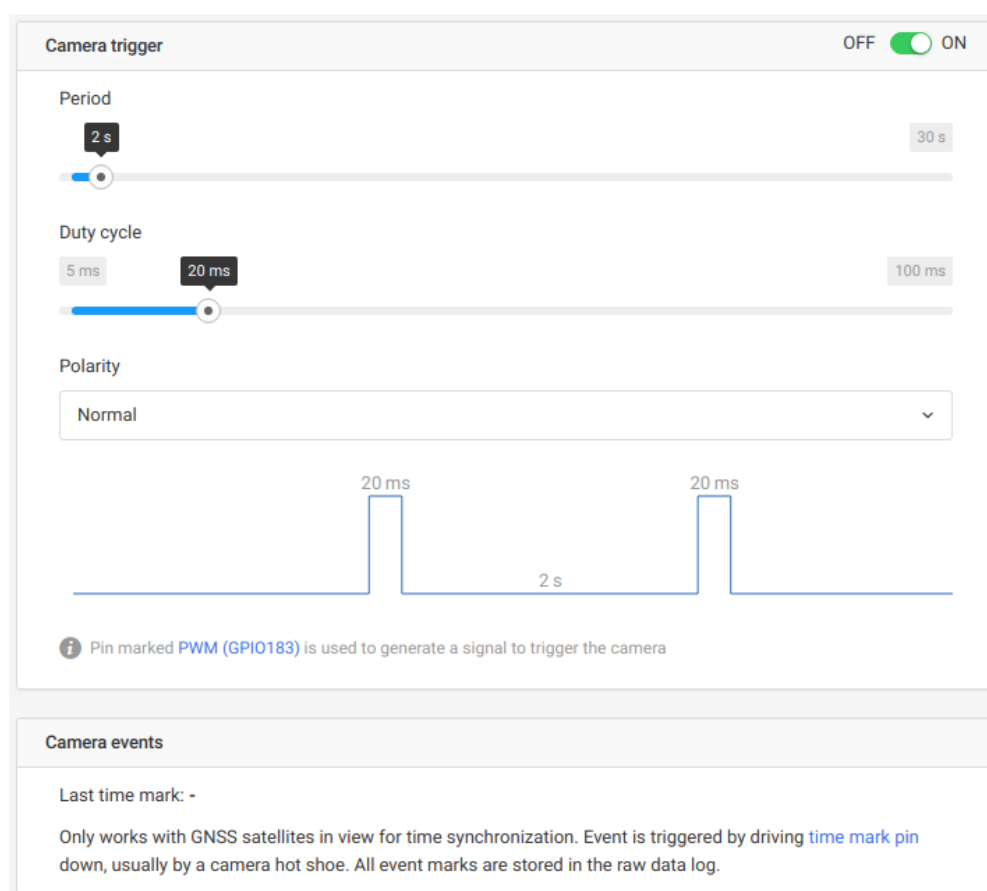 Camera trigger
OFF ON
Period
2 s
30 s
Duty cycle
5 ms
20 ms
100 ms
Polarity
Normal
20 ms
20 ms
2 s
i Pin marked PWM (GPIO183) is used to generate a signal to trigger the camera
Camera events
Last time mark: -
Only works with GNSS satellites in view for time synchronization. Event is triggered by driving time mark pin
down, usually by a camera hot shoe. All event marks are stored in the raw data log.